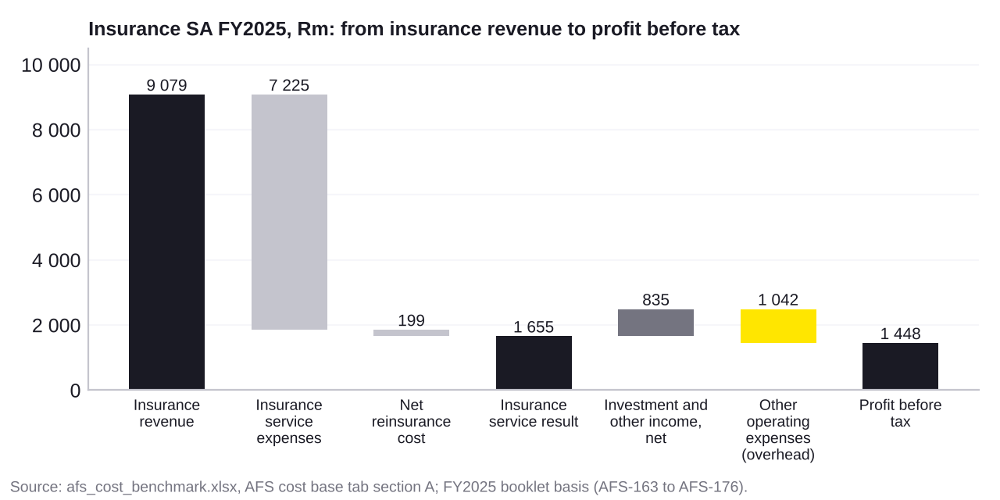 Insurance SA FY2025, Rm: from insurance revenue to profit before tax
10 000
8 000
6 000
4 000
2 000
0
9 079
7 225
199
1 655
835
1 042
1 448
Insurance
revenue
Insurance
service
expenses
Net
reinsurance
cost
Insurance
service result
Investment and
other income,
net
Other
operating
expenses
(overhead)
Profit before
tax
Source: afs_cost_benchmark.xlsx, AFS cost base tab section A; FY2025 booklet basis (AFS-163 to AFS-176).